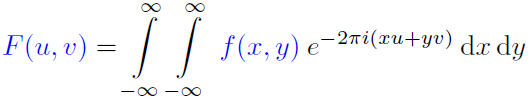 F(u, v) = ∫_{-∞}^{∞} ∫_{-∞}^{∞} f(x, y) e^{-2πi(xu+yv)} dx dy